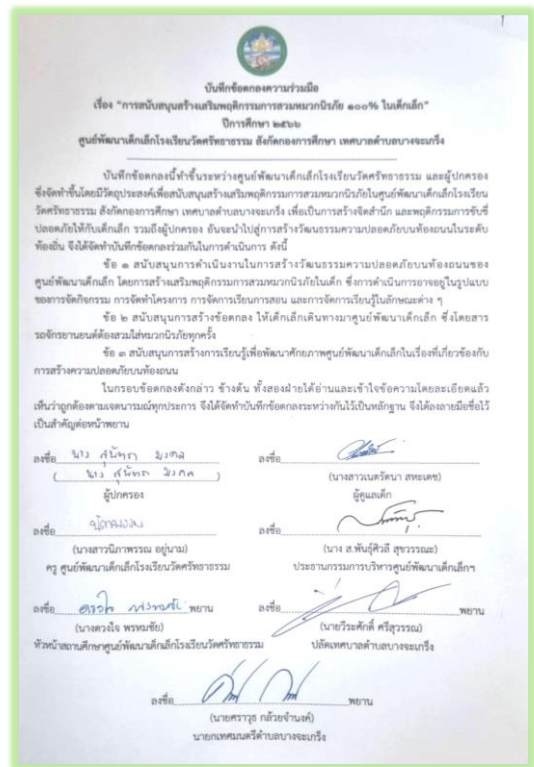 บันทึกข้อตกลงความร่วมมือ
เรื่อง “การสนับสนุนสร้างเสริมพฤติกรรมการสวมหมวกนิรภัย ๑๐๐% ในเด็กเล็ก”
ปีการศึกษา ๒๕๖๖
ศูนย์พัฒนาเด็กเล็กโรงเรียนวัดศรัทธาธรรม สังกัดกองการศึกษา เทศบาลตำบลบางจะเกร็ง
บันทึกข้อตกลงนี้ทำขึ้นระหว่างศูนย์พัฒนาเด็กเล็กโรงเรียนวัดศรัทธาธรรม และผู้ปกครอง
ซึ่งจัดทำขึ้นโดยมีวัตถุประสงค์เพื่อสนับสนุนสร้างเสริมพฤติกรรมการสวมหมวกนิรภัยในศูนย์พัฒนาเด็กเล็กโรงเรียน
วัดศรัทธาธรรม สังกัดกองการศึกษา เทศบาลตำบลบางจะเกร็ง เพื่อเป็นการสร้างจิตสำนึก และพฤติกรรมการขับขี่
ปลอดภัยให้กับเด็กเล็ก รวมถึงผู้ปกครอง อันจะนำไปสู่การสร้างวัฒนธรรมความปลอดภัยบนท้องถนนในระดับ
ท้องถิ่น จึงได้จัดทำบันทึกข้อตกลงร่วมกันในการดำเนินการ ดังนี้
ข้อ ๑ สนับสนุนการดำเนินงานในการสร้างวัฒนธรรมความปลอดภัยบนท้องถนนของ
ศูนย์พัฒนาเด็กเล็ก โดยการสร้างเสริมพฤติกรรมการสวมหมวกนิรภัยในเด็ก ซึ่งการดำเนินการอาจอยู่ในรูปแบบ
ของการจัดกิจกรรม การจัดทำโครงการ การจัดการเรียนการสอน และการจัดการเรียนรู้ในลักษณะต่าง ๆ
ข้อ ๒ สนับสนุนการสร้างข้อตกลง ให้เด็กเล็กเดินทางมาศูนย์พัฒนาเด็กเล็ก ซึ่งโดยสาร
รถจักรยานยนต์ต้องสวมใส่หมวกนิรภัยทุกครั้ง
ข้อ ๓ สนับสนุนการสร้างการเรียนรู้เพื่อพัฒนาศักยภาพศูนย์พัฒนาเด็กเล็กในเรื่องที่เกี่ยวข้องกับ
การสร้างความปลอดภัยบนท้องถนน
ในกรอบข้อตกลงดังกล่าว ข้างต้น ทั้งสองฝ่ายได้อ่านและเข้าใจข้อความโดยละเอียดแล้ว
เห็นว่าถูกต้องตามเจตนารมณ์ทุกประการ จึงได้จัดทำบันทึกข้อตกลงระหว่างกันไว้เป็นหลักฐาน จึงได้ลงลายมือชื่อไว้
เป็นสำคัญต่อหน้าพยาน
ลงชื่อ นาง สุนัทรา มงคล ลงชื่อ
( นาง สุนัทรา มงคล ) (นางสาวเนตรัตนา สหะเดช)
ผู้ปกครอง ผู้ดูแลเด็ก
ลงชื่อ ลงชื่อ
(นางสาวนิภาพรรณ อยู่นาม) (นาง ส.พันธุ์ศิวลี สุขวรรณะ)
ครู ศูนย์พัฒนาเด็กเล็กโรงเรียนวัดศรัทธาธรรม ประธานกรรมการบริหารศูนย์พัฒนาเด็กเล็กฯ
ลงชื่อ ดวงใจ พรหมชัย พยาน ลงชื่อ พยาน
(นางดวงใจ พรหมชัย) (นายวีระศักดิ์ ศรีสุวรรณ)
หัวหน้าสถานศึกษาศูนย์พัฒนาเด็กเล็กโรงเรียนวัดศรัทธาธรรม ปลัดเทศบาลตำบลบางจะเกร็ง
ลงชื่อ พยาน
(นายศราวุธ กล้วยจำนงค์)
นายกเทศมนตรีตำบลบางจะเกร็ง